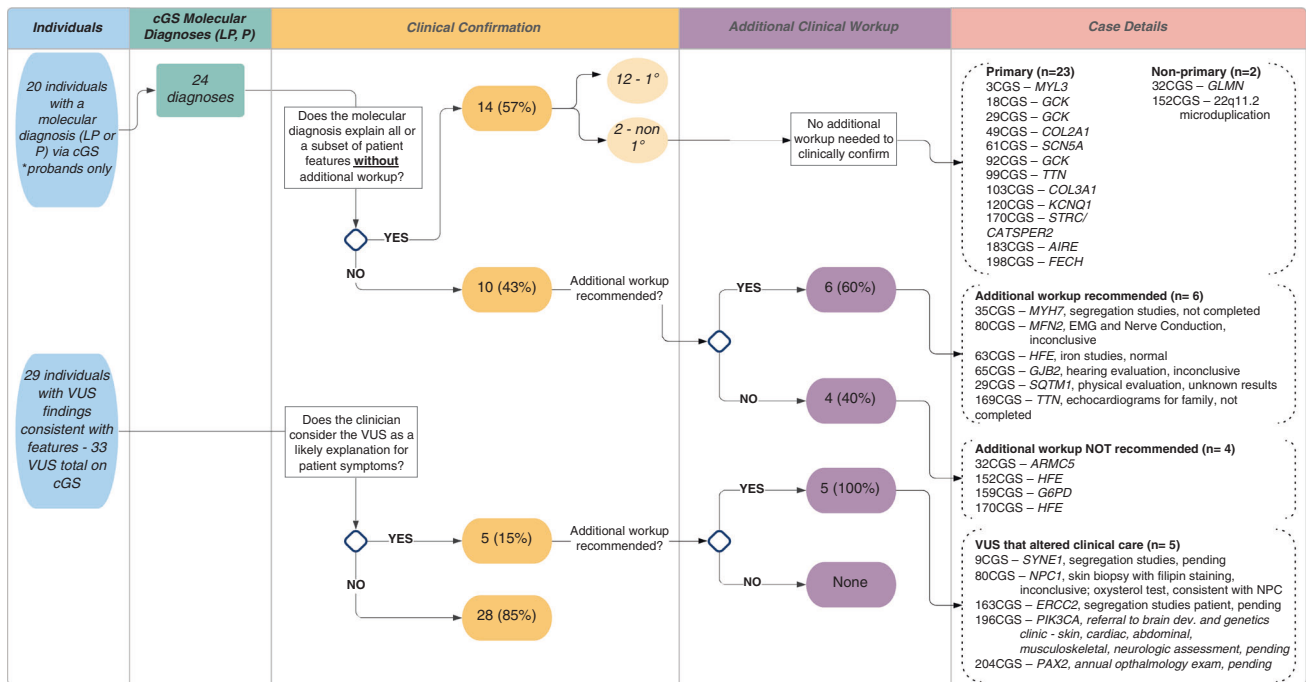 Individuals
cGS Molecular
Diagnoses (LP, P)
Clinical Confirmation
Additional Clinical Workup
Case Details
20 individuals
with a
molecular
diagnosis (LP or
P) via cGS
*probands only
24
diagnoses
Does the molecular
diagnosis explain all or
a subset of patient
features without
additional workup?
YES
NO
14 (57%)
12 - 1°
2 - non
1°
No additional
workup needed to
clinically confirm
10 (43%)
Additional workup
recommended?
YES
NO
6 (60%)
4 (40%)
Primary (n=23)
3CGS – MYL3
18CGS – GCK
29CGS – GCK
49CGS – COL2A1
61CGS – SCN5A
92CGS – GCK
99CGS – TTN
103CGS – COL3A1
120CGS – KCNQ1
170CGS – STRC/
CATSPER2
183CGS – AIRE
198CGS – FECH
Non-primary (n=2)
32CGS – GLMN
152CGS – 22q11.2
microduplication
Additional workup recommended (n= 6)
35CGS – MYH7, segregation studies, not completed
80CGS – MFN2, EMG and Nerve Conduction,
inconclusive
63CGS – HFE, iron studies, normal
65CGS – GJB2, hearing evaluation, inconclusive
29CGS – SQTM1, physical evaluation, unknown results
169CGS – TTN, echocardiograms for family, not
completed
Additional workup NOT recommended (n= 4)
32CGS – ARMC5
152CGS – HFE
159CGS – G6PD
170CGS – HFE
29 individuals
with VUS
findings
consistent with
features - 33
VUS total on
cGS
Does the clinician
consider the VUS as a
likely explanation for
patient symptoms?
YES
NO
5 (15%)
28 (85%)
Additional workup
recommended?
YES
NO
5 (100%)
None
VUS that altered clinical care (n= 5)
9CGS – SYNE1, segregation studies, pending
80CGS – NPC1, skin biopsy with filipin staining,
inconclusive; oxysterol test, consistent with NPC
163CGS – ERCC2, segregation studies patient, pending
196CGS – PIK3CA, referral to brain dev. and genetics
clinic - skin, cardiac, abdominal,
musculoskeletal, neurologic assessment, pending
204CGS – PAX2, annual opthalmology exam, pending